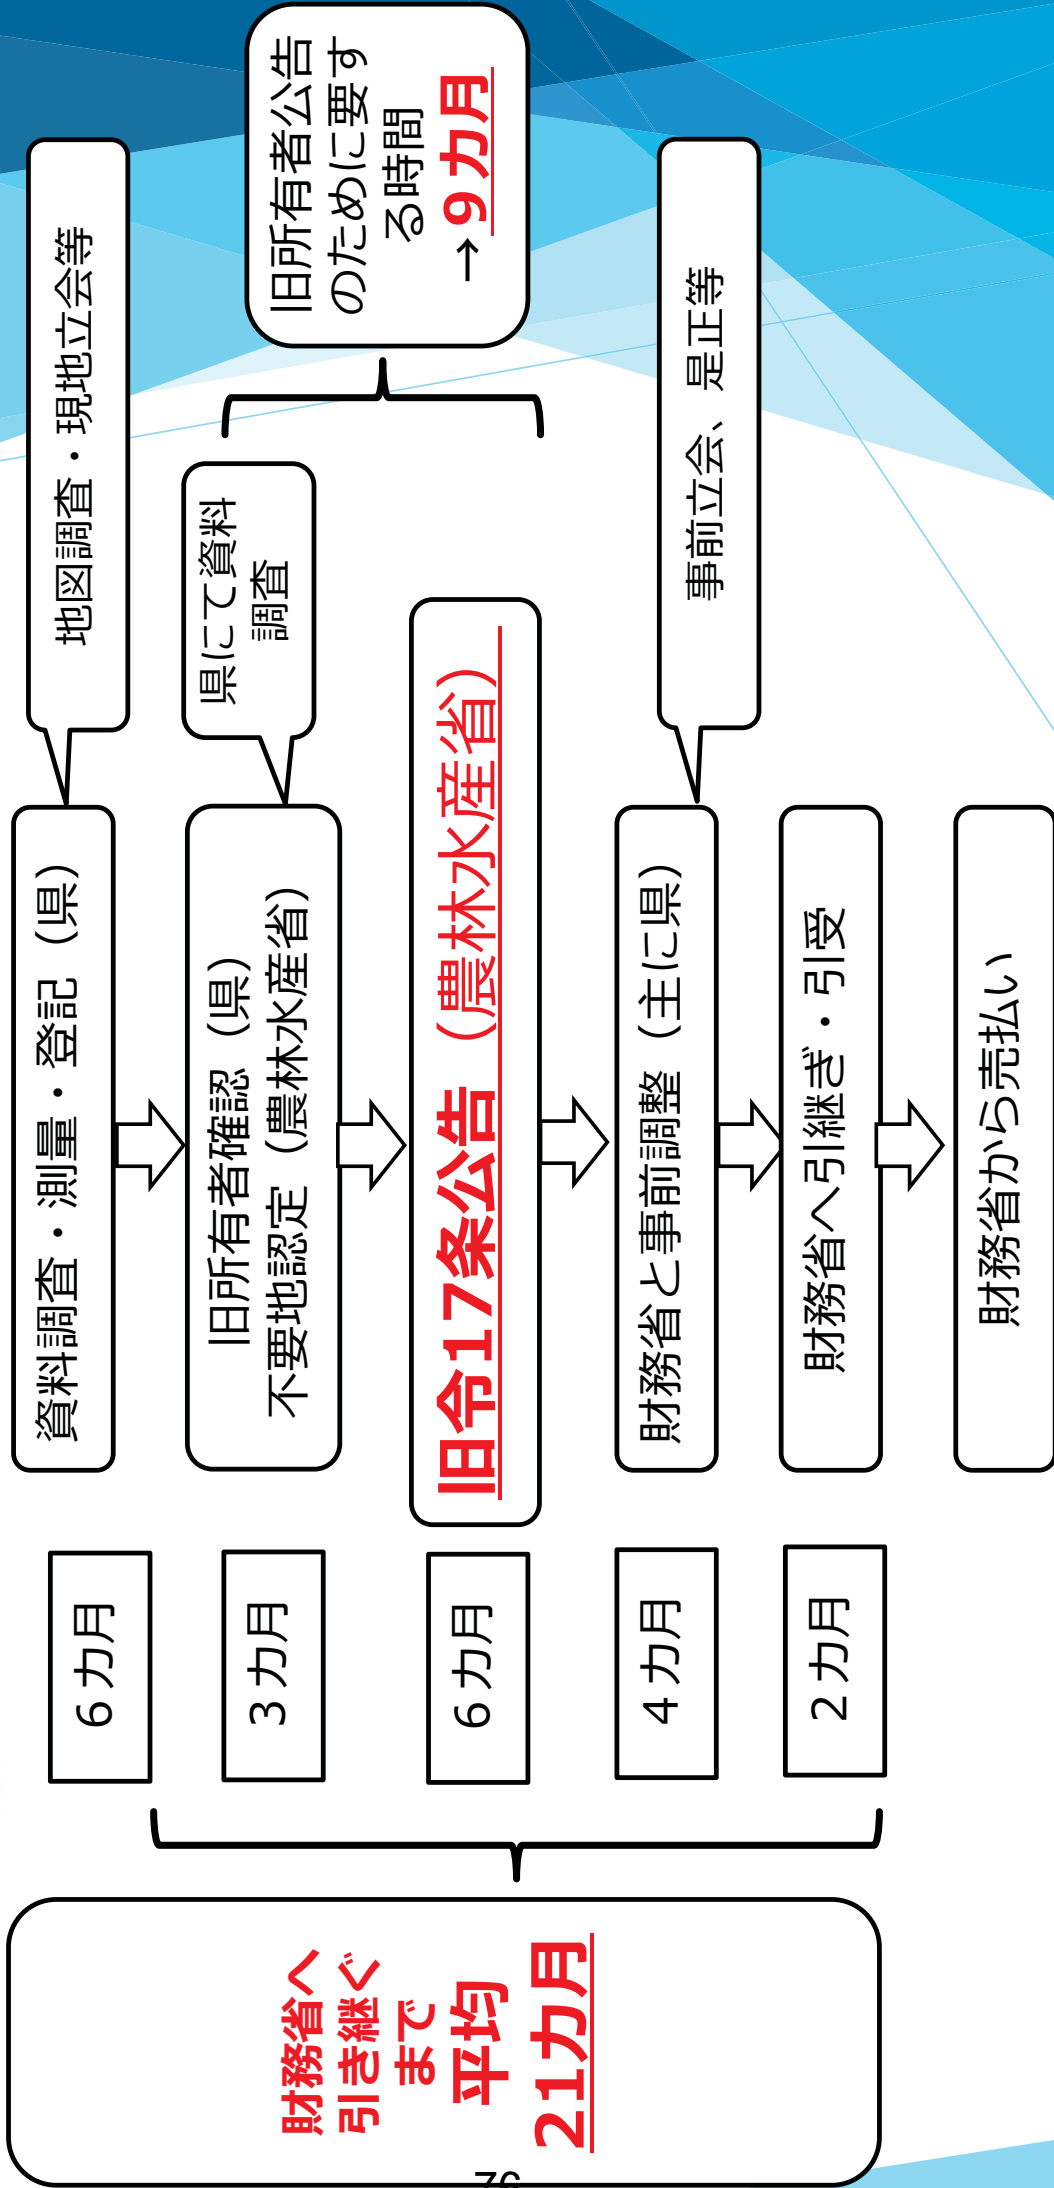 財務省へ
引き継ぐ
まで
平均
21カ月
６カ月
資料調査・測量・登記（県）
地図調査・現地立会等
３カ月
旧所有者確認（県）
不要地認定（農林水産省）
県にて資料
調査
６カ月
旧令17条公告（農林水産省）
旧所有者公告
のために要す
る時間
→９カ月
４カ月
財務省と事前調整（主に県）
事前立会、是正等
２カ月
財務省へ引継ぎ・引受
財務省から売払い
76